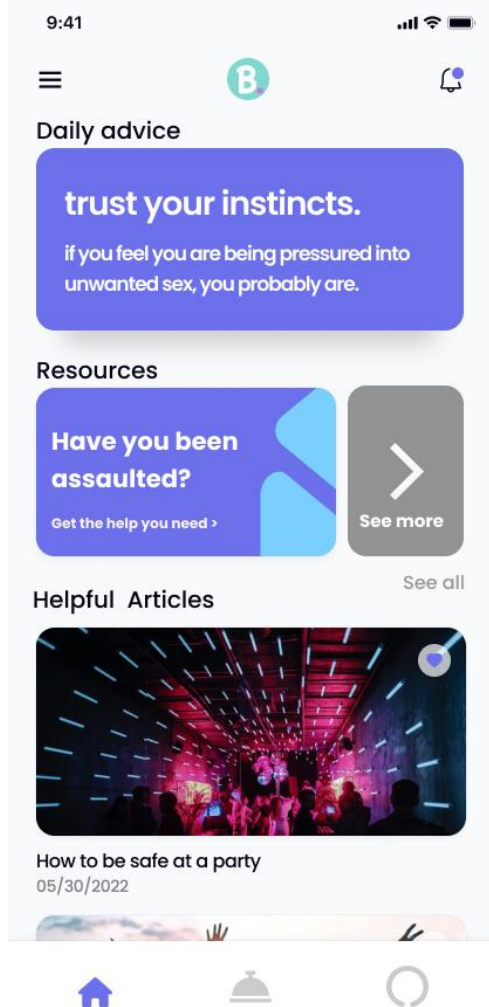 9:41
B.
Daily advice
trust your instincts.
if you feel you are being pressured into
unwanted sex, you probably are.
Resources
Have you been
assaulted?
Get the help you need >
See more
See all
Helpful Articles
How to be safe at a party
05/30/2022